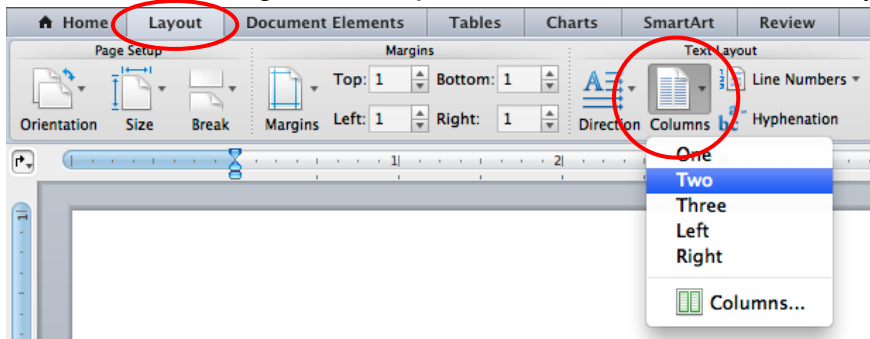 Home Layout Document Elements Tables Charts SmartArt Review
Page Setup Margins Text Layout
Top: 1 Bottom: 1 Line Numbers
Orientation Size Break Margins Left: 1 Right: 1 Direction Columns Hyphenation
1 2
One
Two
Three
Left
Right
Columns...